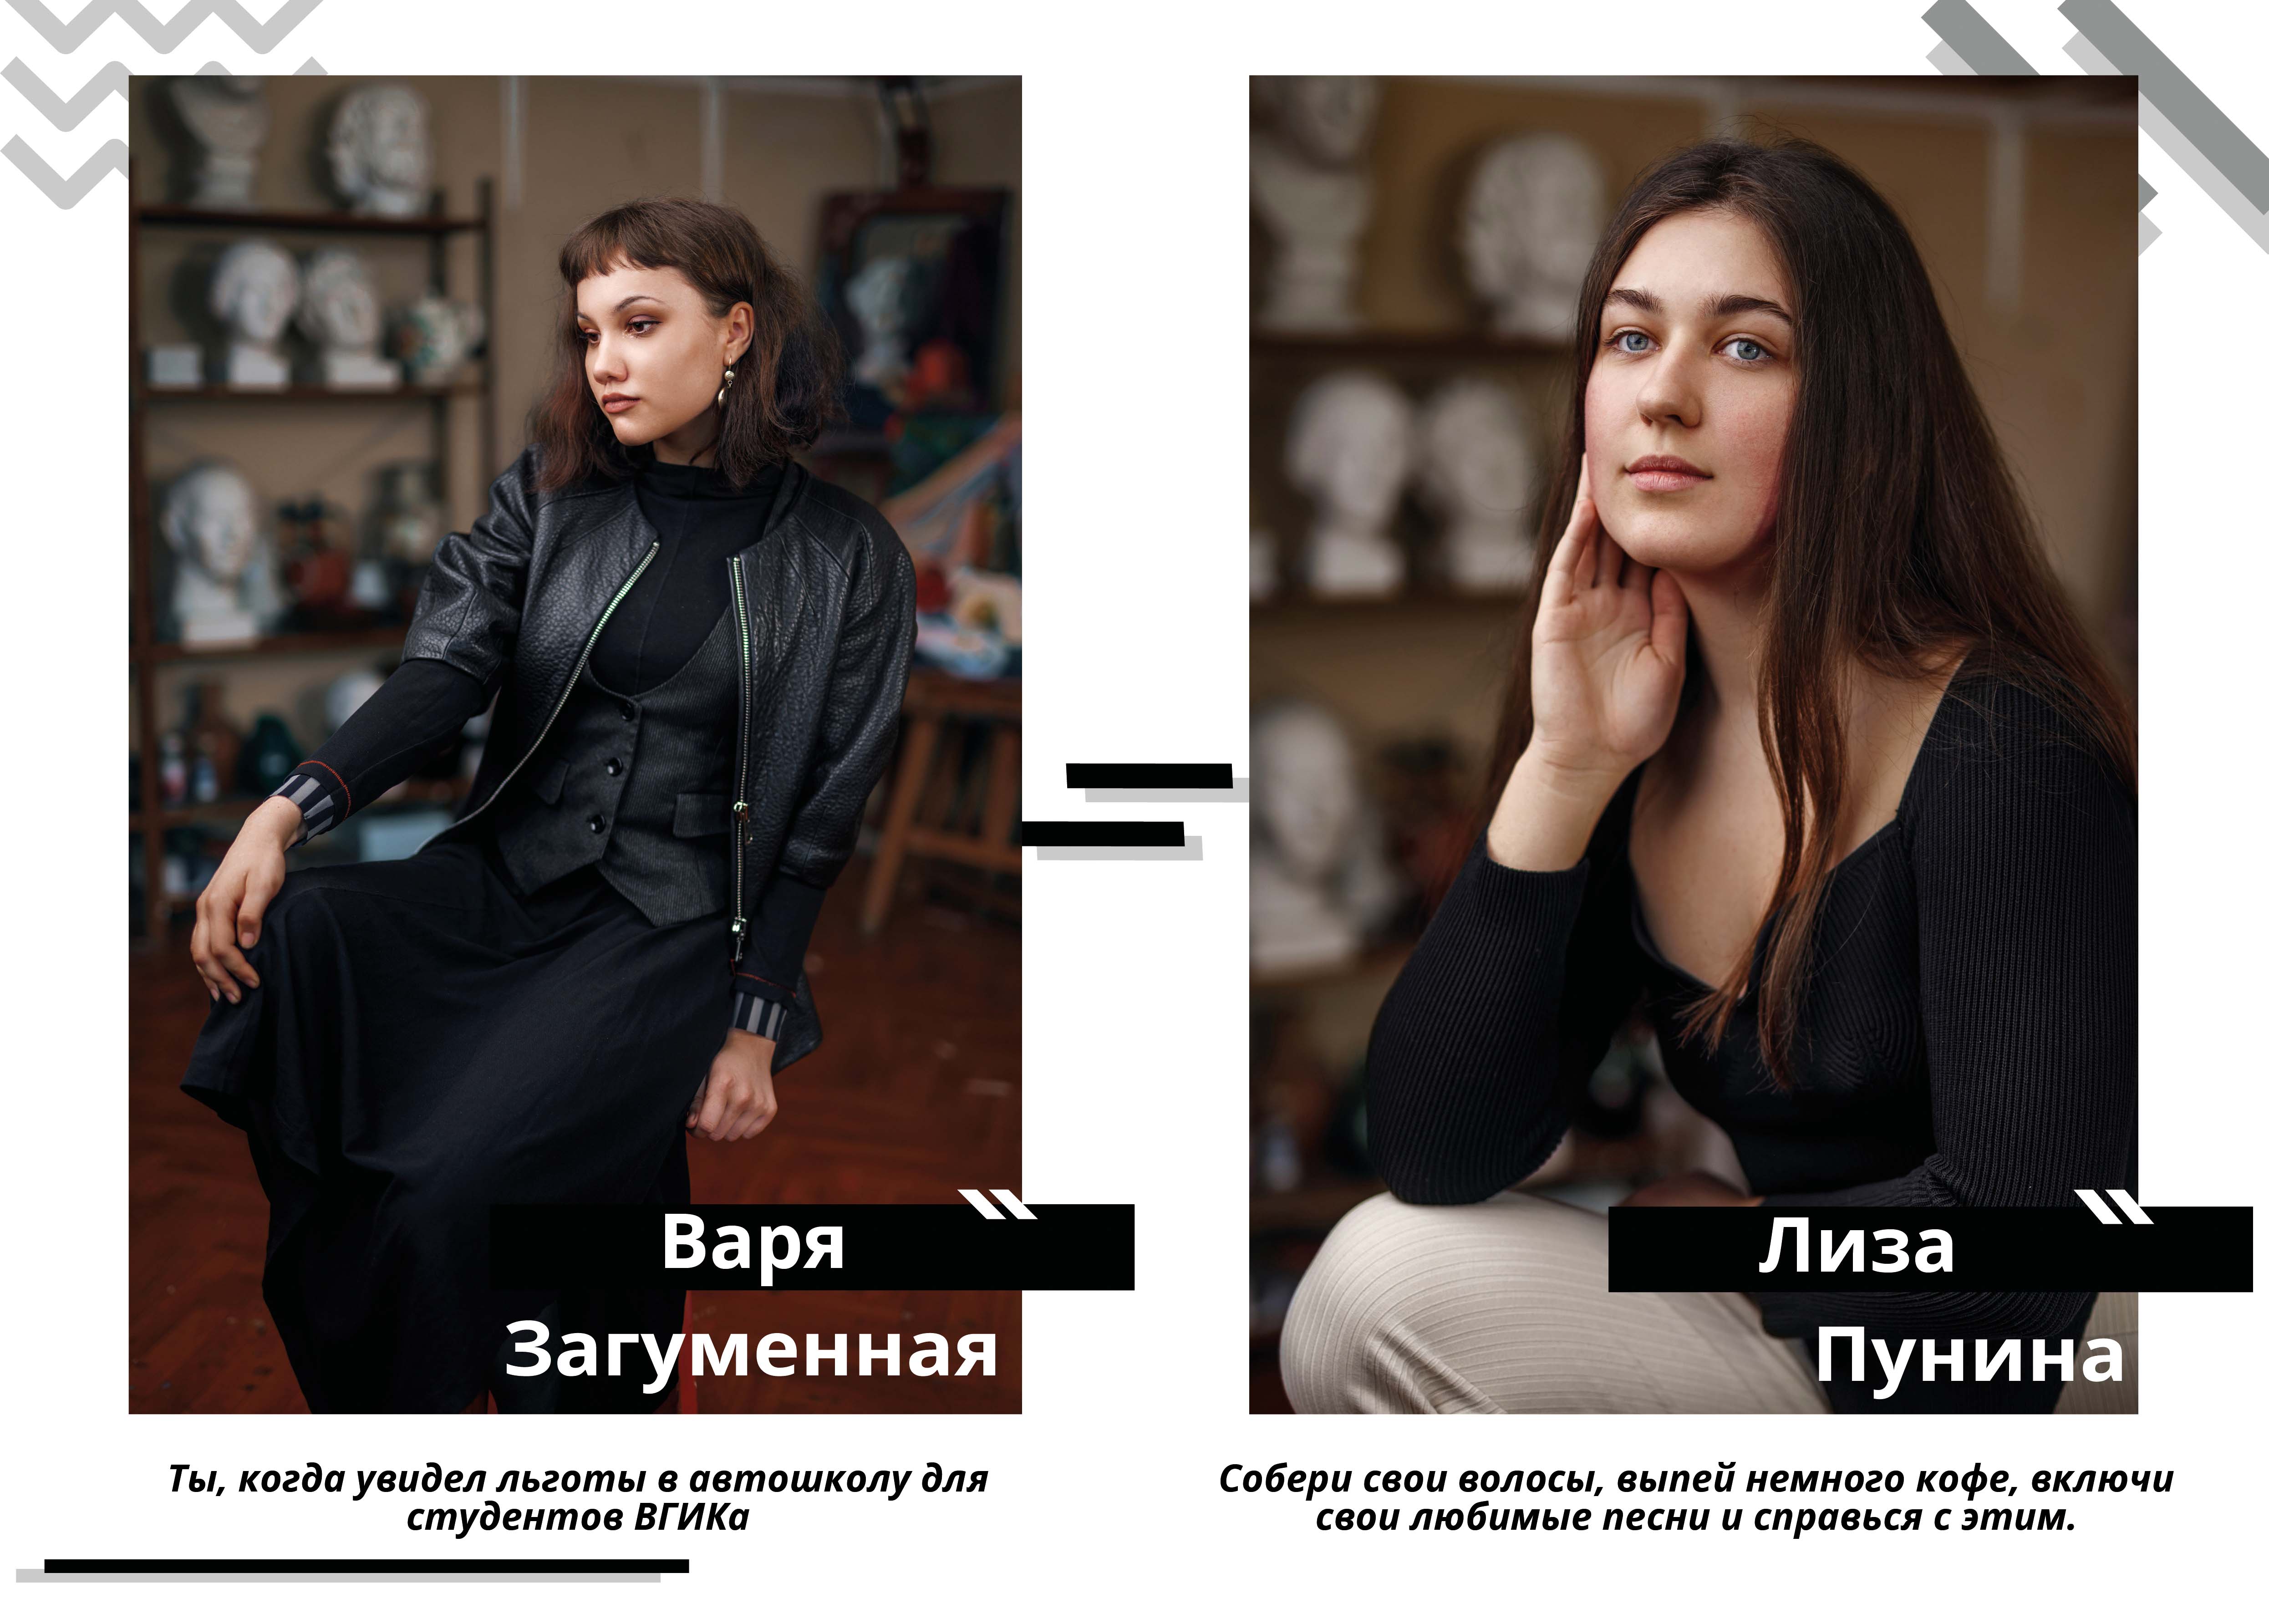 Варя
Загуменная
Ты, когда увидел льготы в автошколу для
студентов ВГИКа
Лиза
Пунина
Собери свои волосы, выпей немного кофе, включи
свои любимые песни и справься с этим.